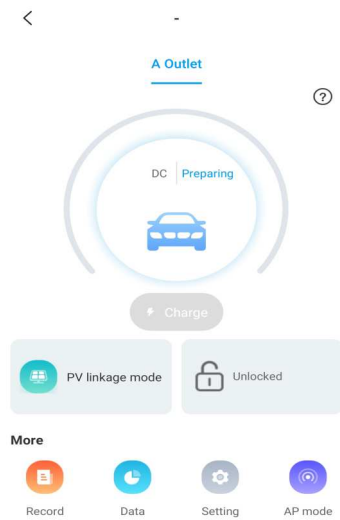 -
A Outlet
?
DC Preparing
Charge
PV linkage mode
Unlocked
More
Record Data Setting AP mode